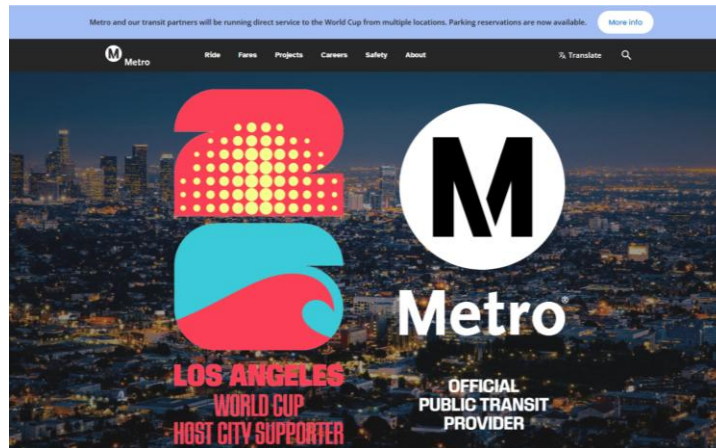 Metro and our transit partners will be running direct service to the World Cup from multiple locations. Parking reservations are now available. More info
M Metro Ride Fares Projects Careers Safety About Translate
26
M
Metro®
LOS ANGELES
WORLD CUP
HOST CITY SUPPORTER
OFFICIAL
PUBLIC TRANSIT
PROVIDER